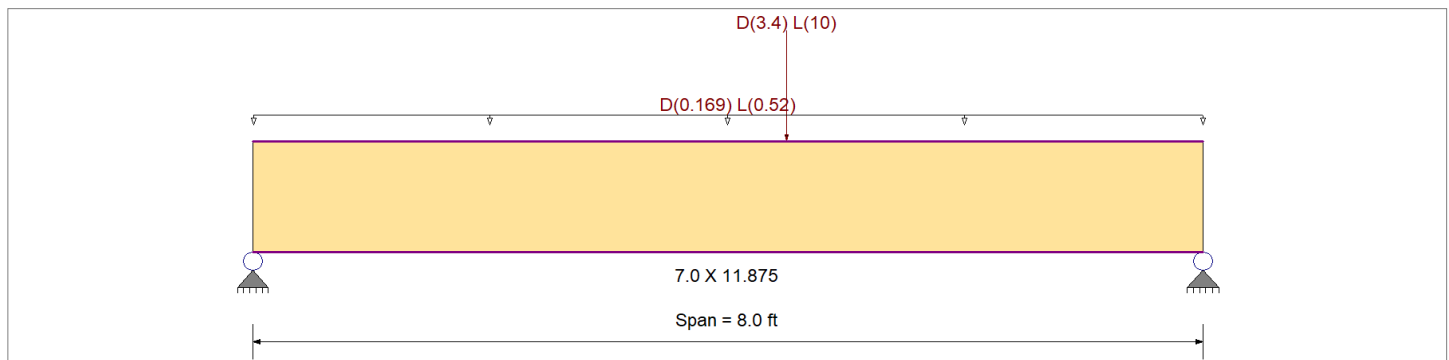 D(3.4) L(10)
D(0.169) L(0.52)
7.0 X 11.875
Span = 8.0 ft